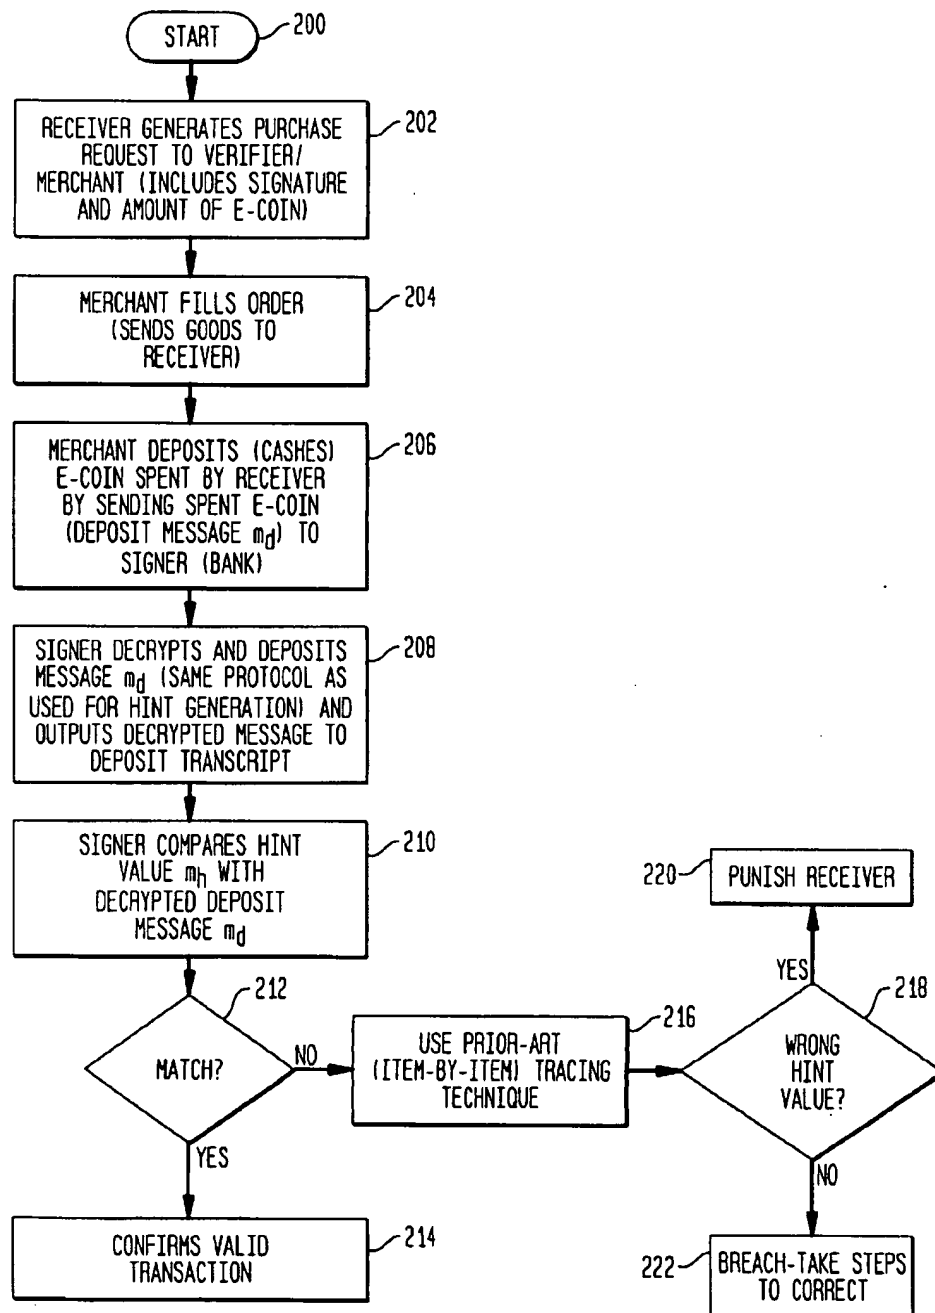 START
200
RECEIVER GENERATES PURCHASE
REQUEST TO VERIFIER/
MERCHANT (INCLUDES SIGNATURE
AND AMOUNT OF E-COIN)
202
MERCHANT FILLS ORDER
(SENDS GOODS TO
RECEIVER)
204
MERCHANT DEPOSITS (CASHES)
E-COIN SPENT BY RECEIVER
BY SENDING SPENT E-COIN
(DEPOSIT MESSAGE md) TO
SIGNER (BANK)
206
SIGNER DECRYPTS AND DEPOSITS
MESSAGE md (SAME PROTOCOL AS
USED FOR HINT GENERATION) AND
OUTPUTS DECRYPTED MESSAGE TO
DEPOSIT TRANSCRIPT
208
SIGNER COMPARES HINT
VALUE mh WITH
DECRYPTED DEPOSIT
MESSAGE md
210
MATCH?
212
NO
YES
CONFIRMS VALID
TRANSACTION
214
USE PRIOR-ART
(ITEM-BY-ITEM) TRACING
TECHNIQUE
216
WRONG
HINT
VALUE?
218
YES
220
PUNISH RECEIVER
NO
222
BREACH-TAKE STEPS
TO CORRECT